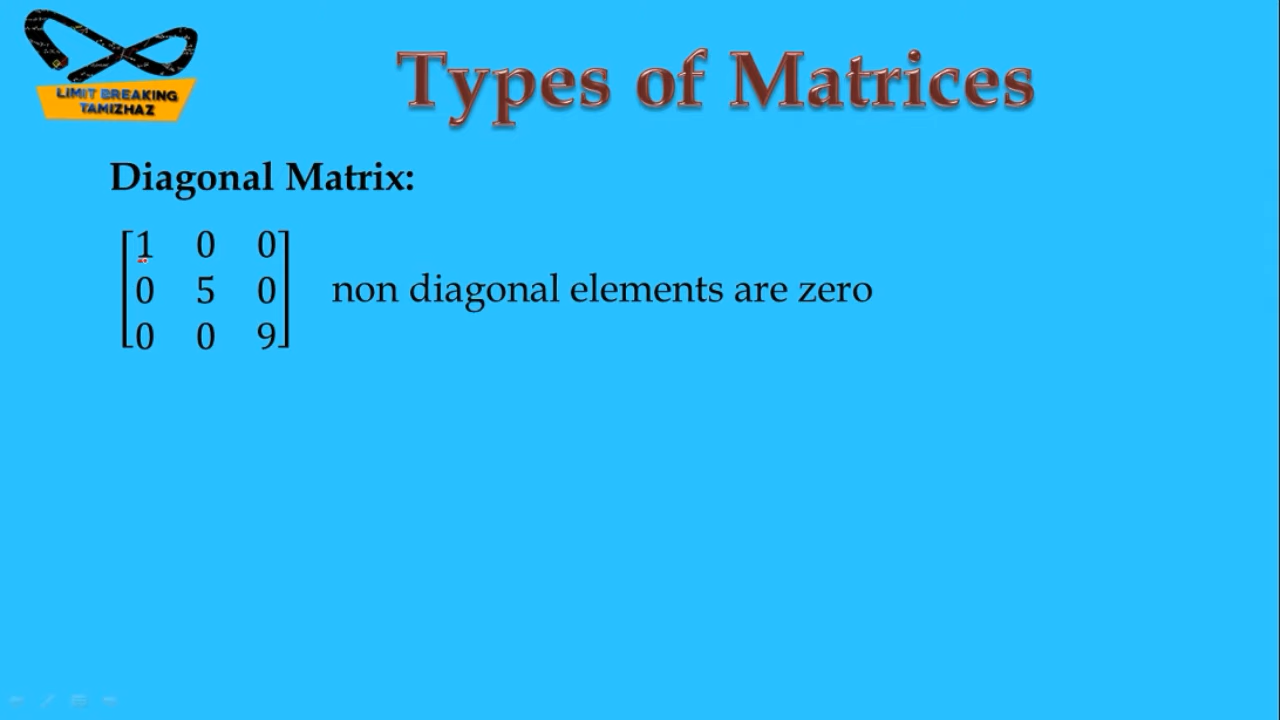 LIMIT BREAKING
TAMIZHAZ
Types of Matrices
Diagonal Matrix:
1 0 0
0 5 0 non diagonal elements are zero
0 0 9